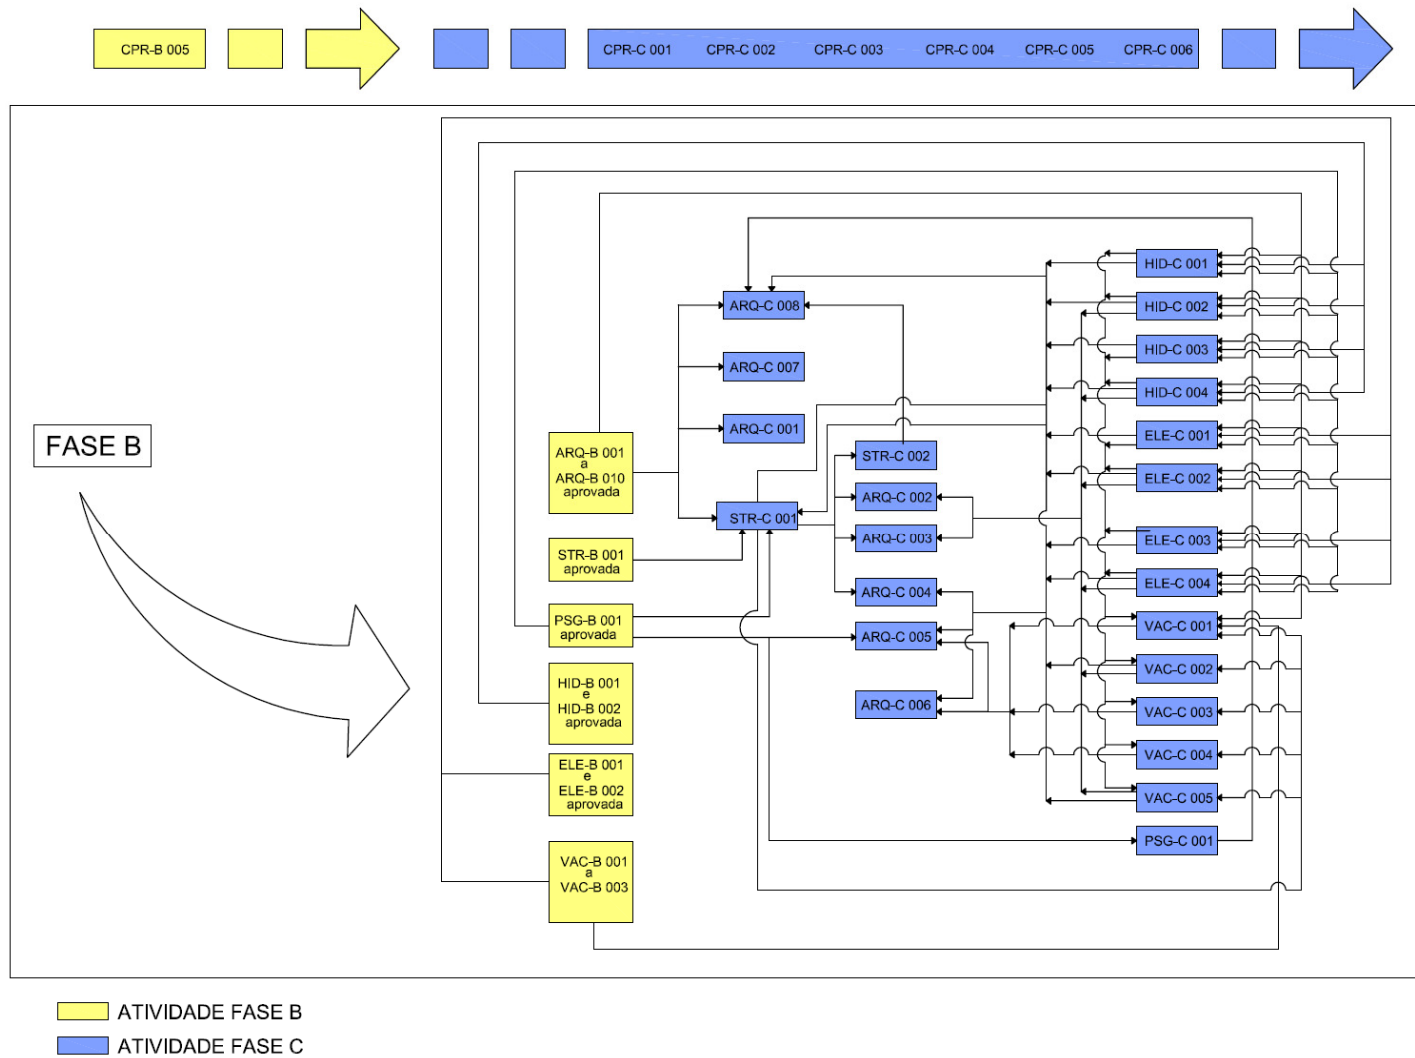 CPR-B 005
CPR-C 001 CPR-C 002 CPR-C 003 CPR-C 004 CPR-C 005 CPR-C 006
FASE B
ARQ-B 001
a
ARQ-B 010
aprovada
STR-B 001
aprovada
PSG-B 001
aprovada
HID-B 001
e
HID-B 002
aprovada
ELE-B 001
e
ELE-B 002
aprovada
VAC-B 001
a
VAC-B 003
ARQ-C 008
ARQ-C 007
ARQ-C 001
STR-C 001
STR-C 002
ARQ-C 002
ARQ-C 003
ARQ-C 004
ARQ-C 005
ARQ-C 006
HID-C 001
HID-C 002
HID-C 003
HID-C 004
ELE-C 001
ELE-C 002
ELE-C 003
ELE-C 004
VAC-C 001
VAC-C 002
VAC-C 003
VAC-C 004
VAC-C 005
PSG-C 001
ATIVIDADE FASE B
ATIVIDADE FASE C